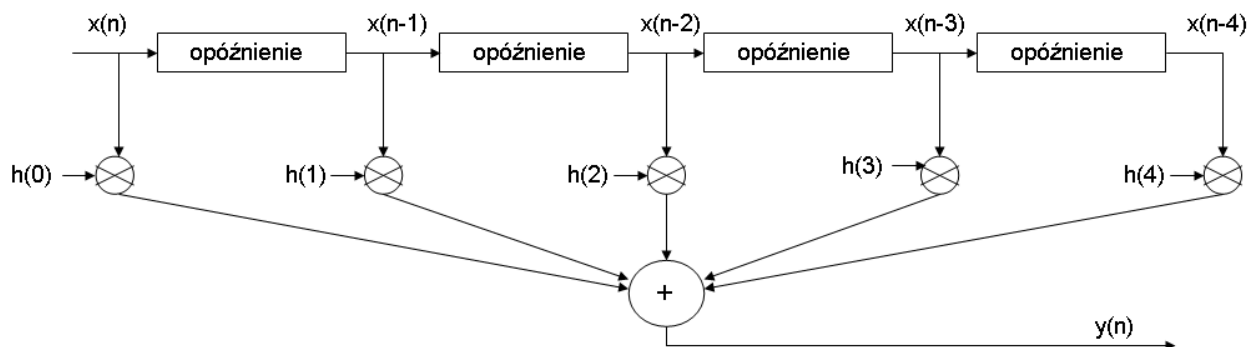 x(n) x(n-1) x(n-2) x(n-3) x(n-4)
opóźnienie opóźnienie opóźnienie opóźnienie
h(0) h(1) h(2) h(3) h(4)
+
y(n)